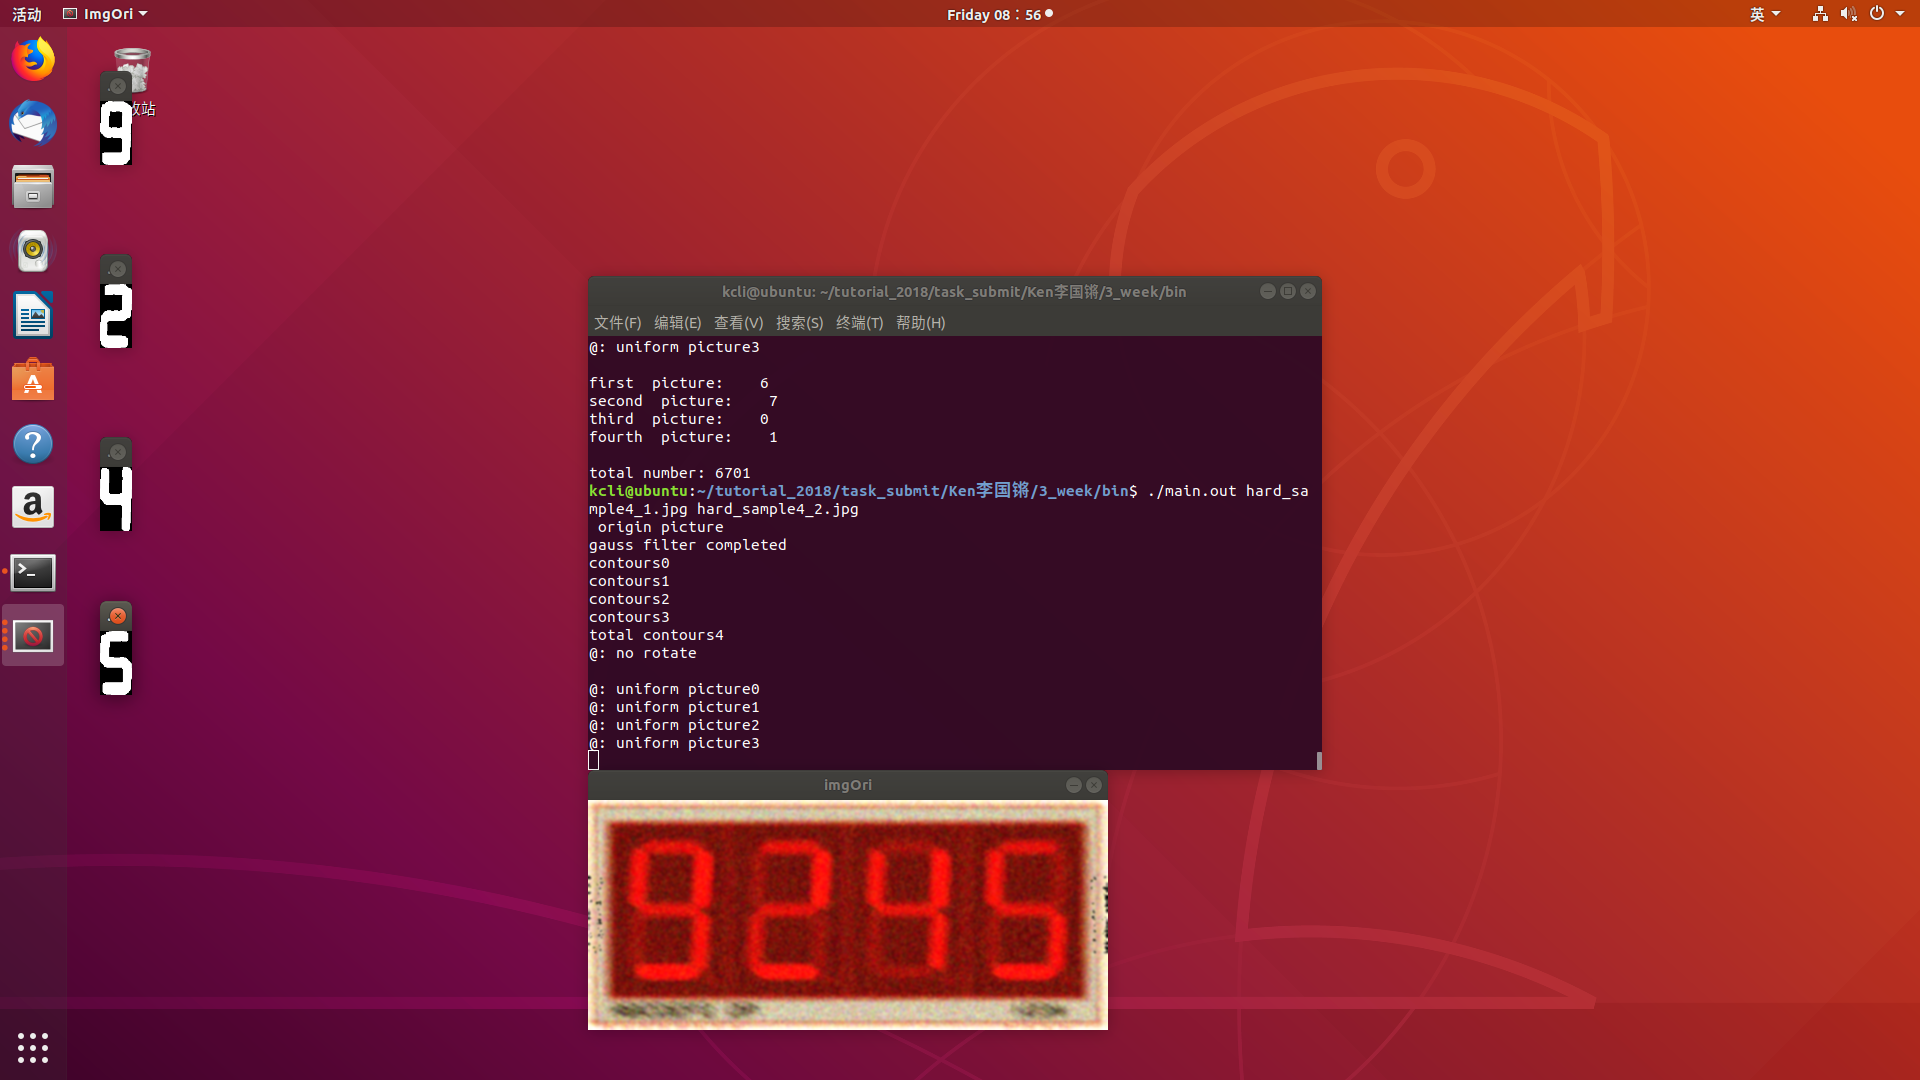 活动
ImgOri
Friday 08：56
英
收站
9
2
4
5
kcli@ubuntu: ~/tutorial_2018/task_submit/Ken李国锵/3_week/bin
文件(F) 编辑(E) 查看(V) 搜索(S) 终端(T) 帮助(H)
@: uniform picture3
first  picture:    6
second  picture:    7
third  picture:    0
fourth  picture:    1
total number: 6701
kcli@ubuntu:~/tutorial_2018/task_submit/Ken李国锵/3_week/bin$ ./main.out hard_sa
mple4_1.jpg hard_sample4_2.jpg
 origin picture
gauss filter completed
contours0
contours1
contours2
contours3
total contours4
@: no rotate
@: uniform picture0
@: uniform picture1
@: uniform picture2
@: uniform picture3
imgOri
9245